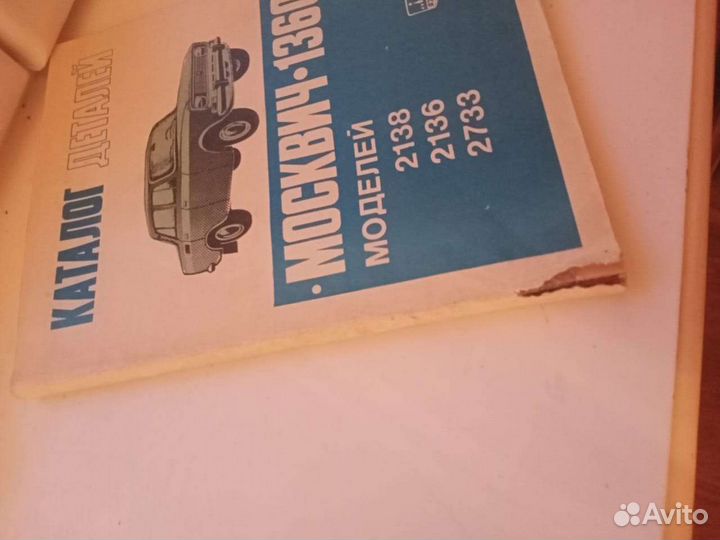 КАТАЛОГ ДЕТАЛЕЙ
·МОСКВИЧ·1360
МОДЕЛЕЙ
2138
2136
2733
Avito